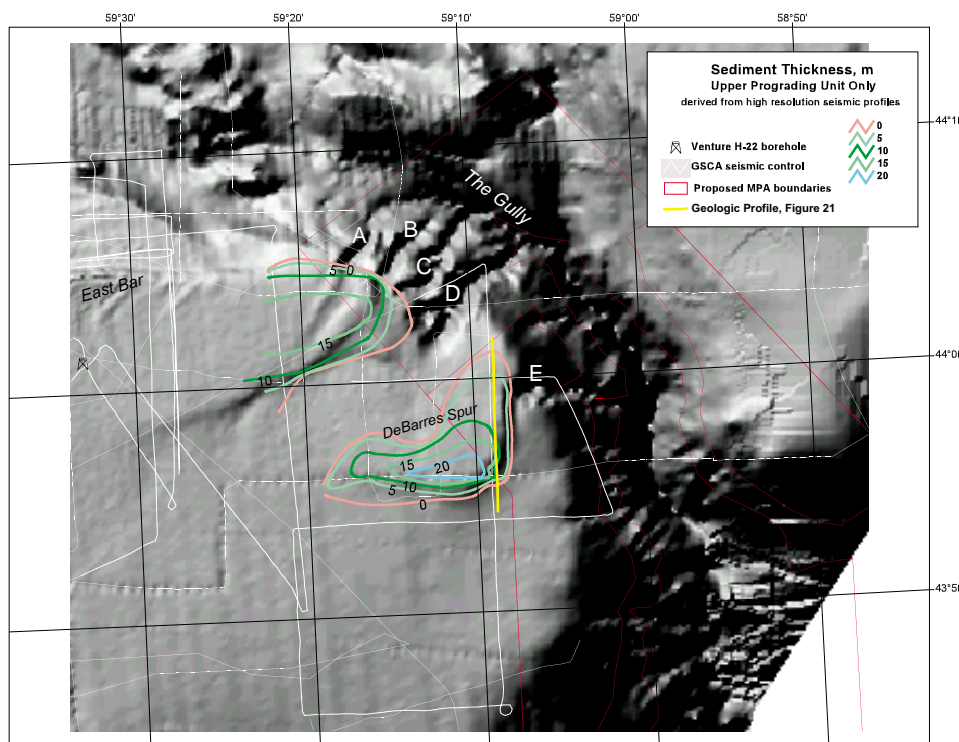 59°30'
59°20'
59°10'
59°00'
58°50'
Sediment Thickness, m
Upper Prograding Unit Only
derived from high resolution seismic profiles
0
5
10
15
20
Venture H-22 borehole
GSCA seismic control
Proposed MPA boundaries
Geologic Profile, Figure 21
44°10
44°00'
43°50'
The Gully
A
B
C
D
E
East Bar
5
0
15
10
DeBarres Spur
15
20
5
10
0